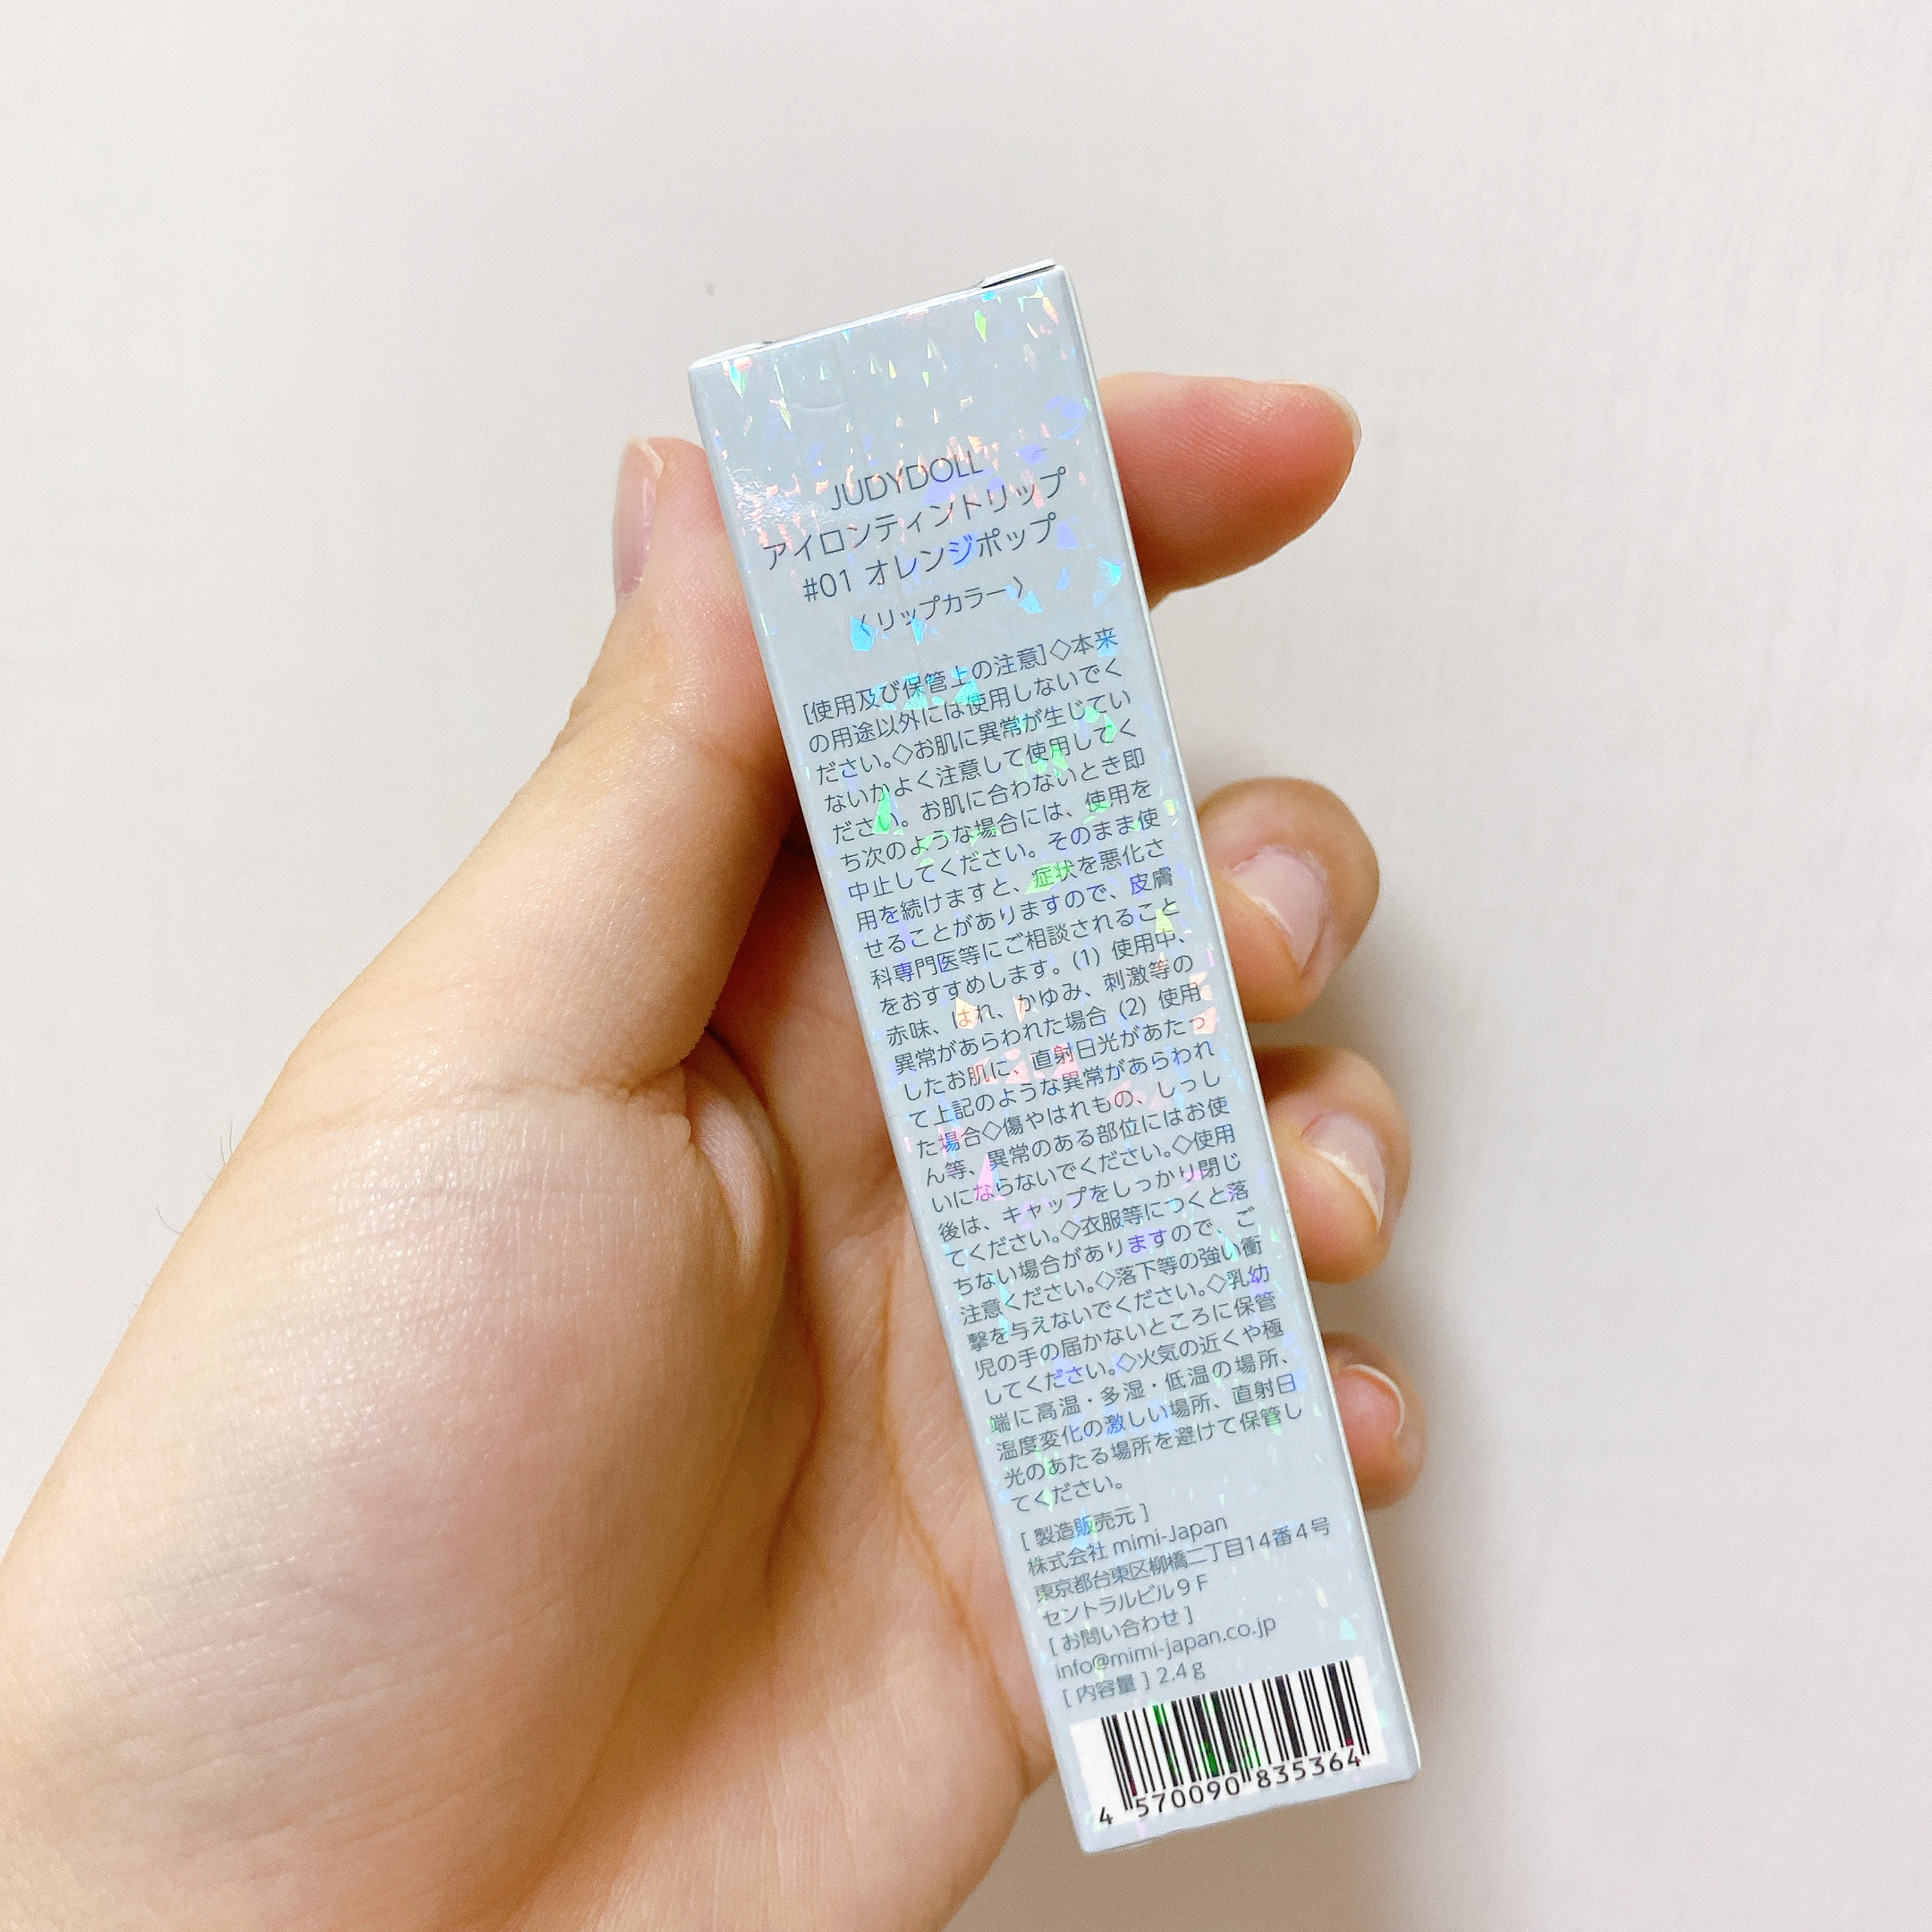 JUDYDOLL
アイロンティントリップ
#01 オレンジポップ
〈リップカラー〉
[使用及び保管上の注意]◇本来
の用途以外には使用しないでく
ださい。◇お肌に異常が生じてい
ないかよく注意して使用してく
ださい。お肌に合わないとき即
ち次のような場合には、使用を
中止してください。そのまま使
用を続けますと、症状を悪化さ
せることがありますので、皮膚
科専門医等にご相談されること
をおすすめします。(1) 使用中、
赤味、はれ、かゆみ、刺激等の
異常があらわれた場合 (2) 使用
したお肌に、直射日光があたっ
て上記のような異常があらわれ
た場合◇傷やはれもの、しっし
ん等、異常のある部位にはお使
いにならないでください。◇使用
後は、キャップをしっかり閉じ
てください。◇衣服等につくと落
ちない場合がありますので、ご
注意ください。◇落下等の強い衝
撃を与えないでください。◇乳幼
児の手の届かないところに保管
してください。◇火気の近くや極
端に高温・多湿・低温の場所、
温度変化の激しい場所、直射日
光のあたる場所を避けて保管し
てください。
[ 製造販売元 ]
株式会社 mimi-Japan
東京都台東区柳橋二丁目14番4号
セントラルビル9F
[ お問い合わせ ]
info@mimi-japan.co.jp
[ 内容量 ] 2.4g
4 570090 835364